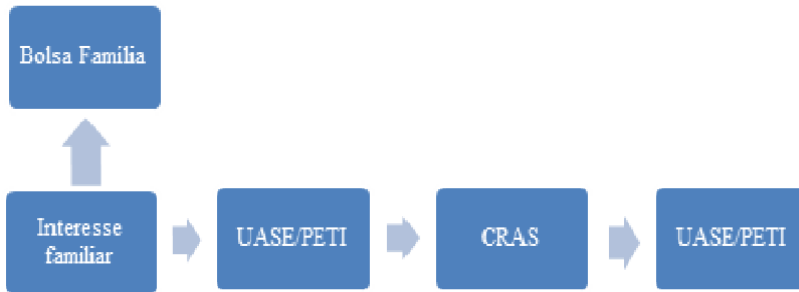 Bolsa Família
Interesse
familiar
UASE/PETI
CRAS
UASE/PETI